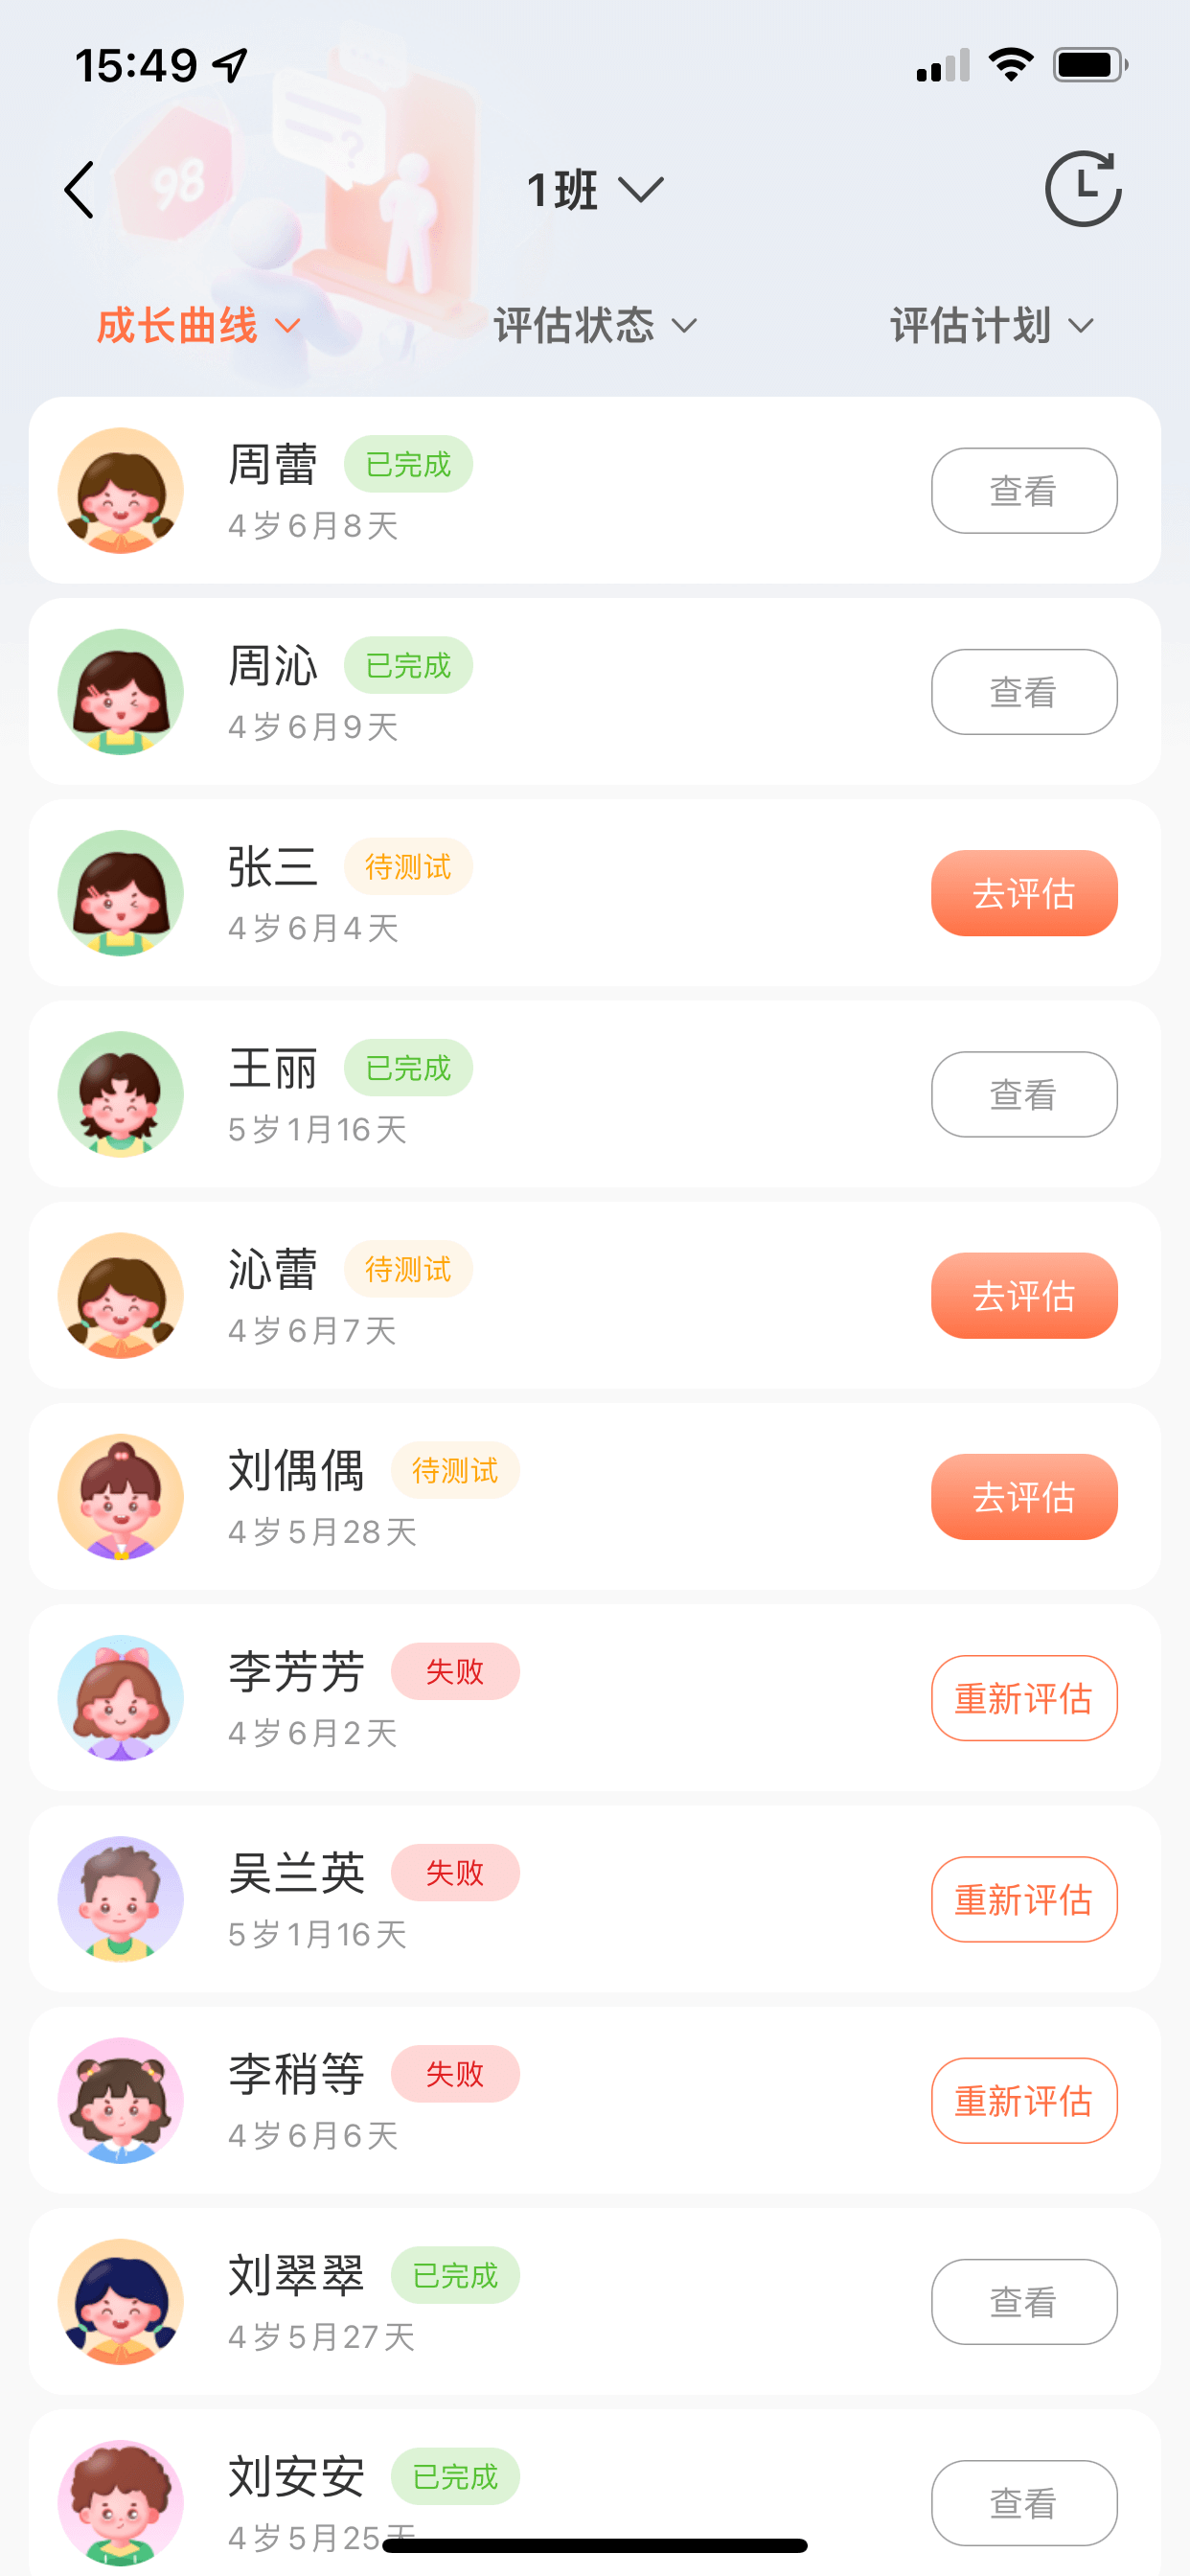 15:49
98
?
1班
成长曲线 评估状态 评估计划
周蕾 已完成
4岁6月8天
查看
周沁 已完成
4岁6月9天
查看
张三 待测试
4岁6月4天
去评估
王丽 已完成
5岁1月16天
查看
沁蕾 待测试
4岁6月7天
去评估
刘偶偶 待测试
4岁5月28天
去评估
李芳芳 失败
4岁6月2天
重新评估
吴兰英 失败
5岁1月16天
重新评估
李稍等 失败
4岁6月6天
重新评估
刘翠翠 已完成
4岁5月27天
查看
刘安安 已完成
4岁5月25天
查看